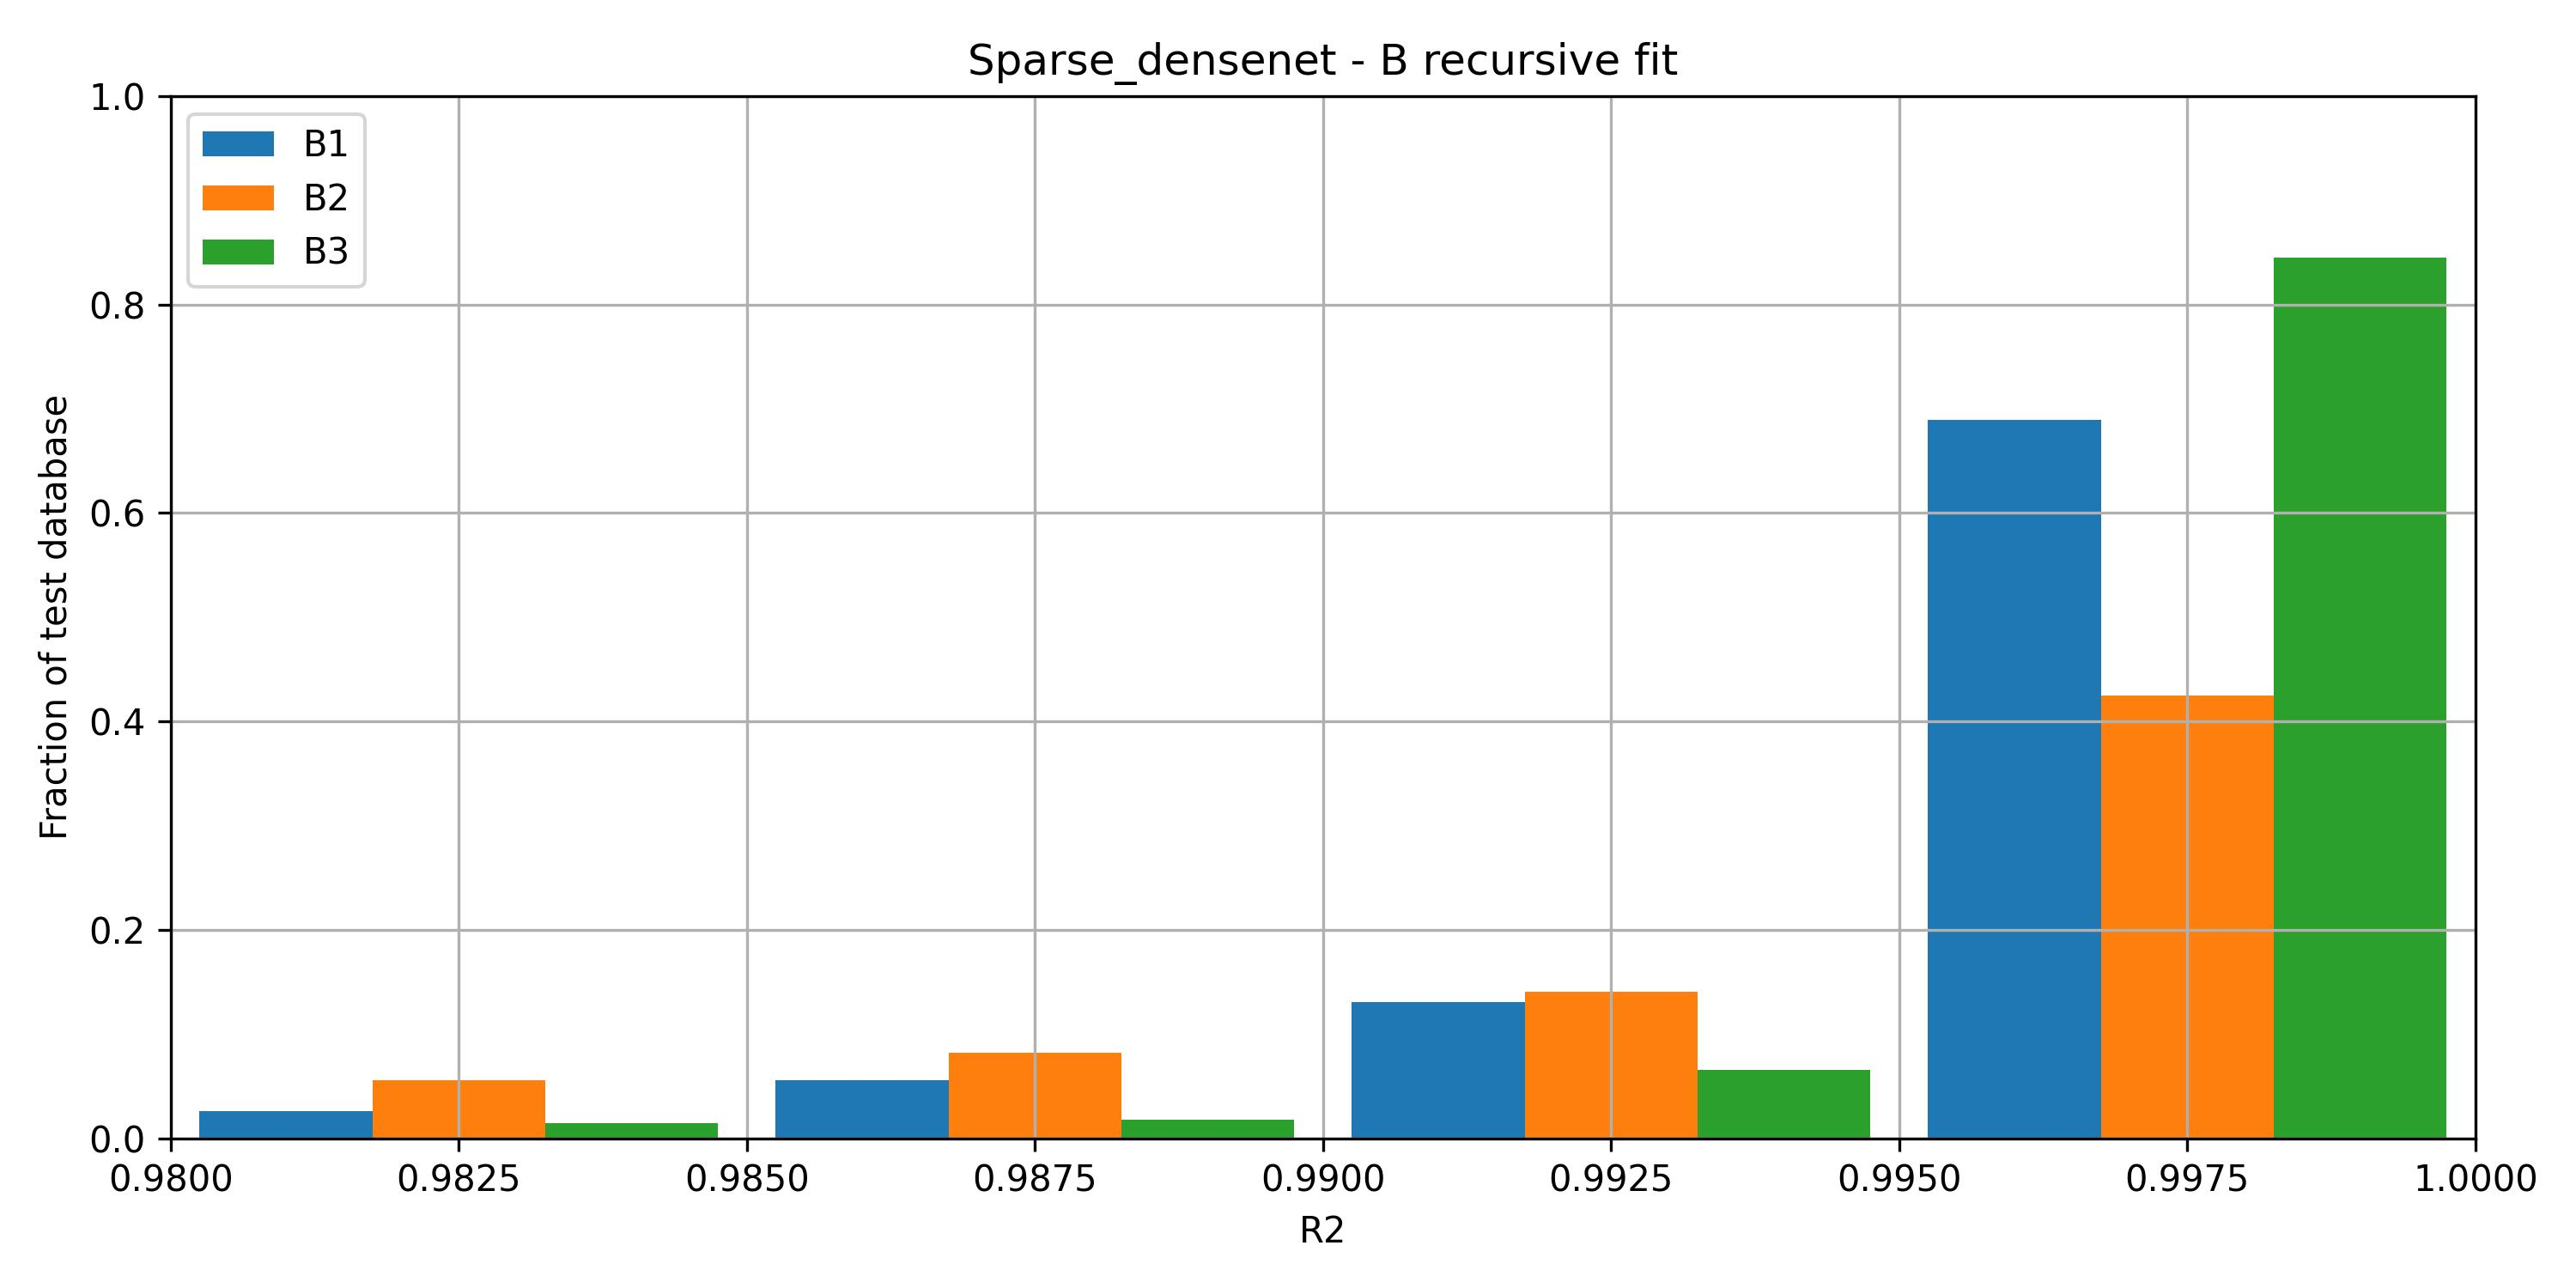 Sparse_densenet - B recursive fit
1.0
0.8
0.6
0.4
0.2
0.0
Fraction of test database
B1
B2
B3
0.9800 0.9825 0.9850 0.9875 0.9900 0.9925 0.9950 0.9975 1.0000
R2